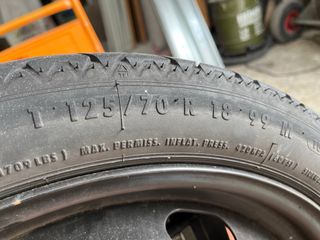 T 125/70 R 18 99 M
709 LBS) MAX. PERMISS. INFLAT. PRESS. 420kPa